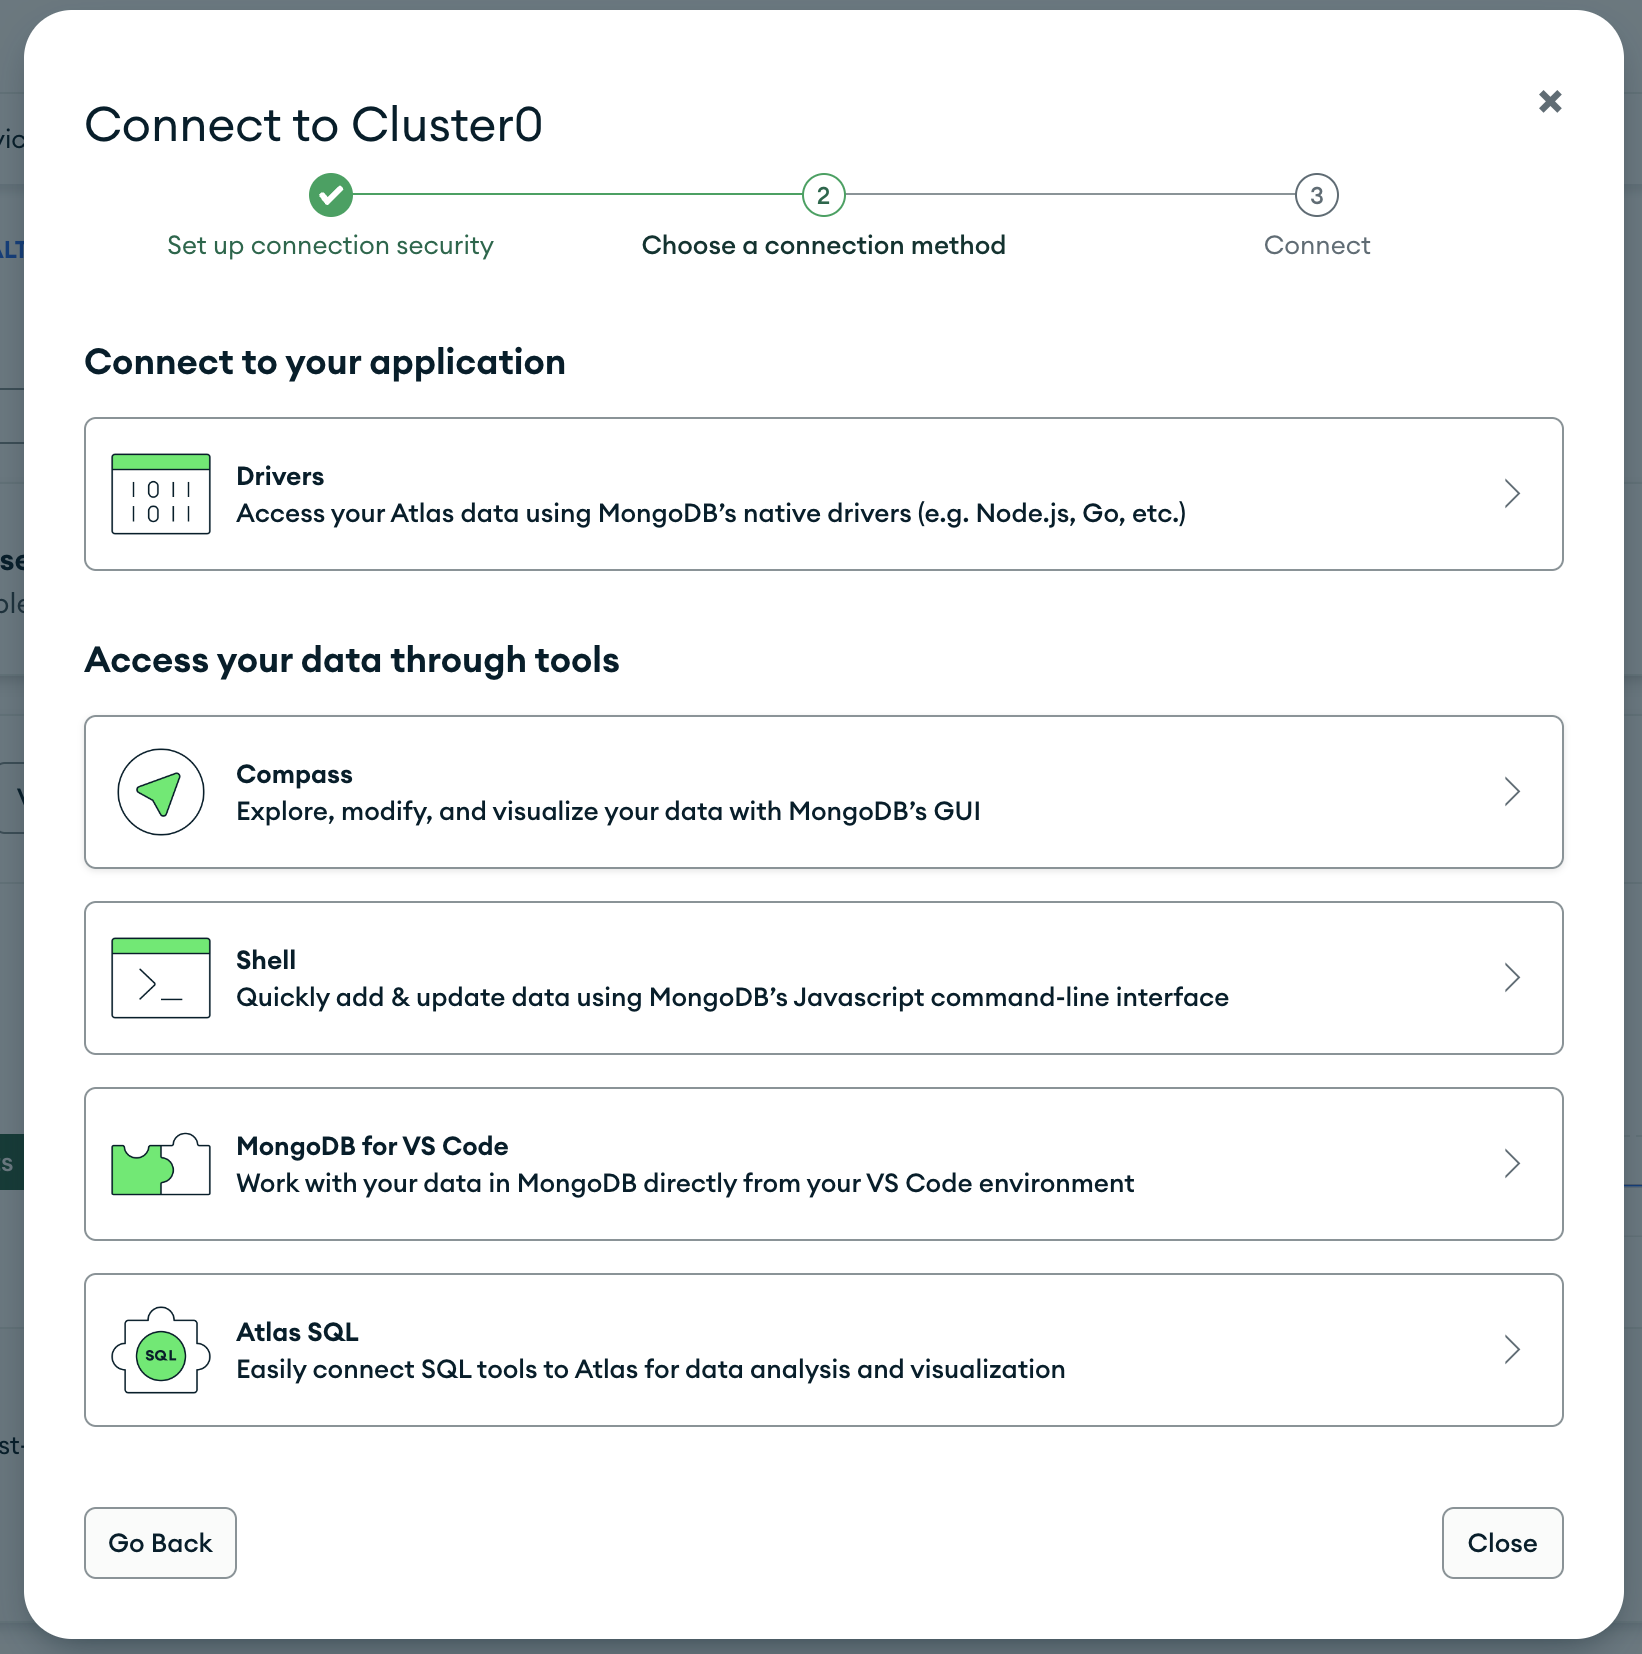 Connect to Cluster0
2
3
Set up connection security
Choose a connection method
Connect
Connect to your application
1011
1011
Drivers
Access your Atlas data using MongoDB’s native drivers (e.g. Node.js, Go, etc.)
Access your data through tools
Compass
Explore, modify, and visualize your data with MongoDB’s GUI
>_
Shell
Quickly add & update data using MongoDB’s Javascript command-line interface
MongoDB for VS Code
Work with your data in MongoDB directly from your VS Code environment
SQL
Atlas SQL
Easily connect SQL tools to Atlas for data analysis and visualization
Go Back
Close